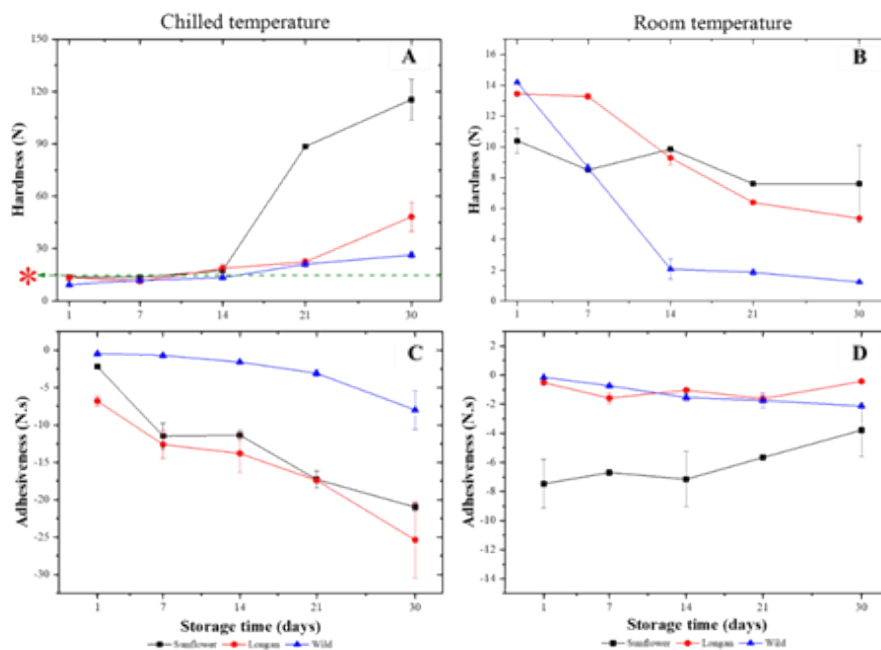 Chilled temperature
Room temperature
A
Hardness (N)
150
120
90
60
30
0
*
1 7 14 21 30
B
Hardness (N)
16
14
12
10
8
6
4
2
0
1 7 14 21 30
C
Adhesiveness (N.s)
0
-5
-10
-15
-20
-25
-30
1 7 14 21 30
Storage time (days)
Sunflower Longan Wild
D
Adhesiveness (N.s)
0
-2
-4
-6
-8
-10
-12
-14
1 7 14 21 30
Storage time (days)
Sunflower Longan Wild